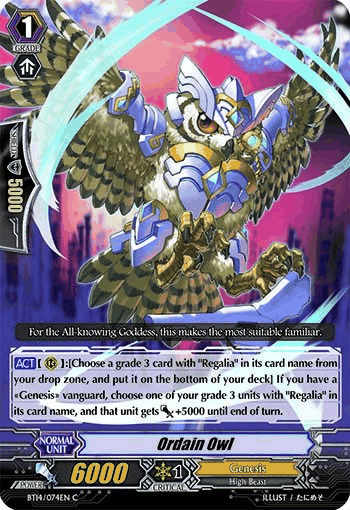 1
GRADE
SHIELD
5000
For the All-knowing Goddess, this makes the most suitable familiar.
ACT [ ]:[Choose a grade 3 card with "Regalia" in its card name from
your drop zone, and put it on the bottom of your deck] If you have a
«Genesis» vanguard, choose one of your grade 3 units with "Regalia" in
its card name, and that unit gets +5000 until end of turn.
NORMAL
UNIT
Ordain Owl
POWER
6000
1
CRITICAL
Genesis
High Beast
BT14/074EN C
ILLUST / たにめそ